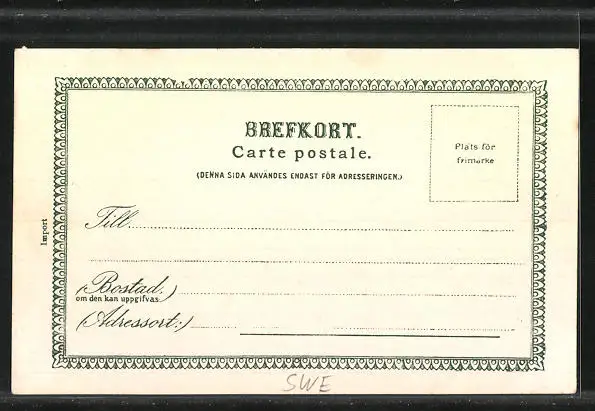 BREFKORT.
Carte postale.
(DENNA SIDA ANVÄNDES ENDAST FÖR ADRESSERINGEN.)
Plats för
frimärke
Till
(Bostad:)
om den kan uppgifvas.
(Adressort:)
Import
SWE